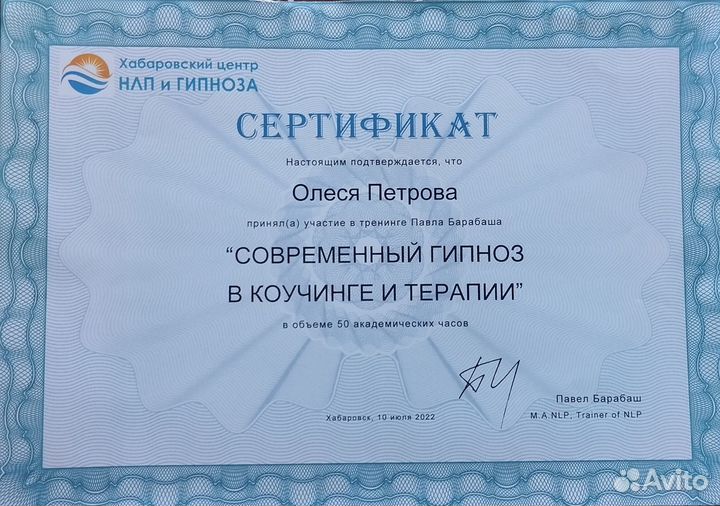 Хабаровский центр
НЛП и ГИПНОЗА
СЕРТИФИКАТ
Настоящим подтверждается, что
Олеся Петрова
принял(а) участие в тренинге Павла Барабаша
“СОВРЕМЕННЫЙ ГИПНОЗ
В КОУЧИНГЕ И ТЕРАПИИ”
в объеме 50 академических часов
Павел Барабаш
Хабаровск, 10 июля 2022
M.A.NLP, Trainer of NLP
Avito